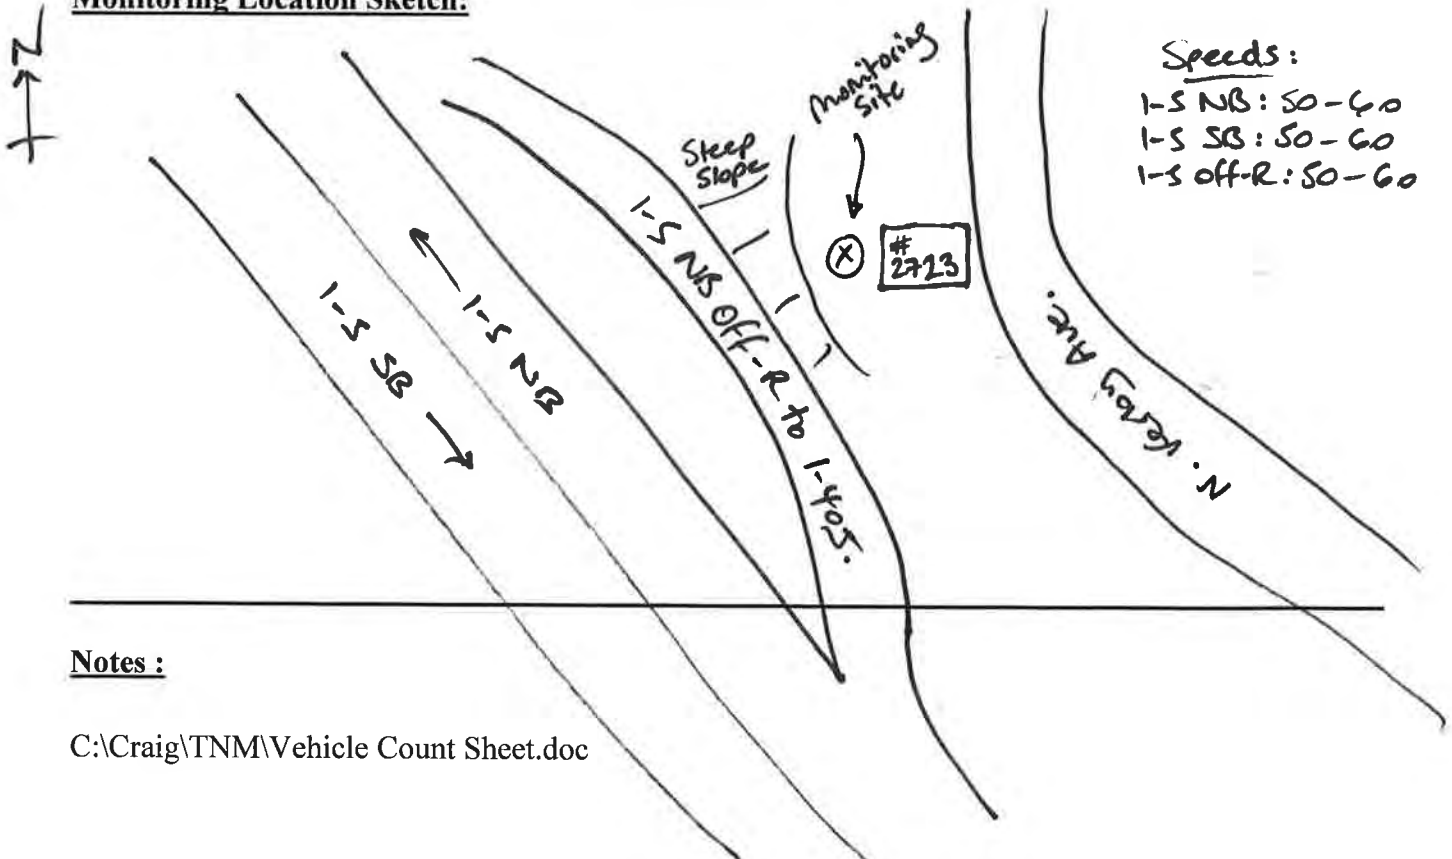 Monitoring Location Sketch:
N
Monitoring
Site
Speeds:
I-5 NB: 50-60
I-5 SB: 50-60
I-5 Off-R: 50-60
Steep
Slope
#
2723
I-5 NB Off-R to I-405.
I-5 NB
I-5 SB
N. Kerby Ave.
Notes :
C:\Craig\TNM\Vehicle Count Sheet.doc